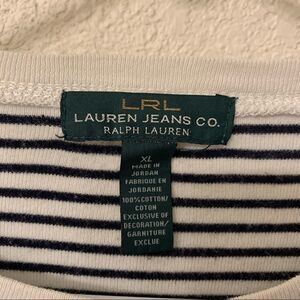 LRL
LAUREN JEANS CO.
RALPH LAUREN
XL
MADE IN
JORDAN
FABRIQUE EN
JORDANIE
100%COTTON/
COTON
EXCLUSIVE OF
DECORATION/
GARNITURE
EXCLUE